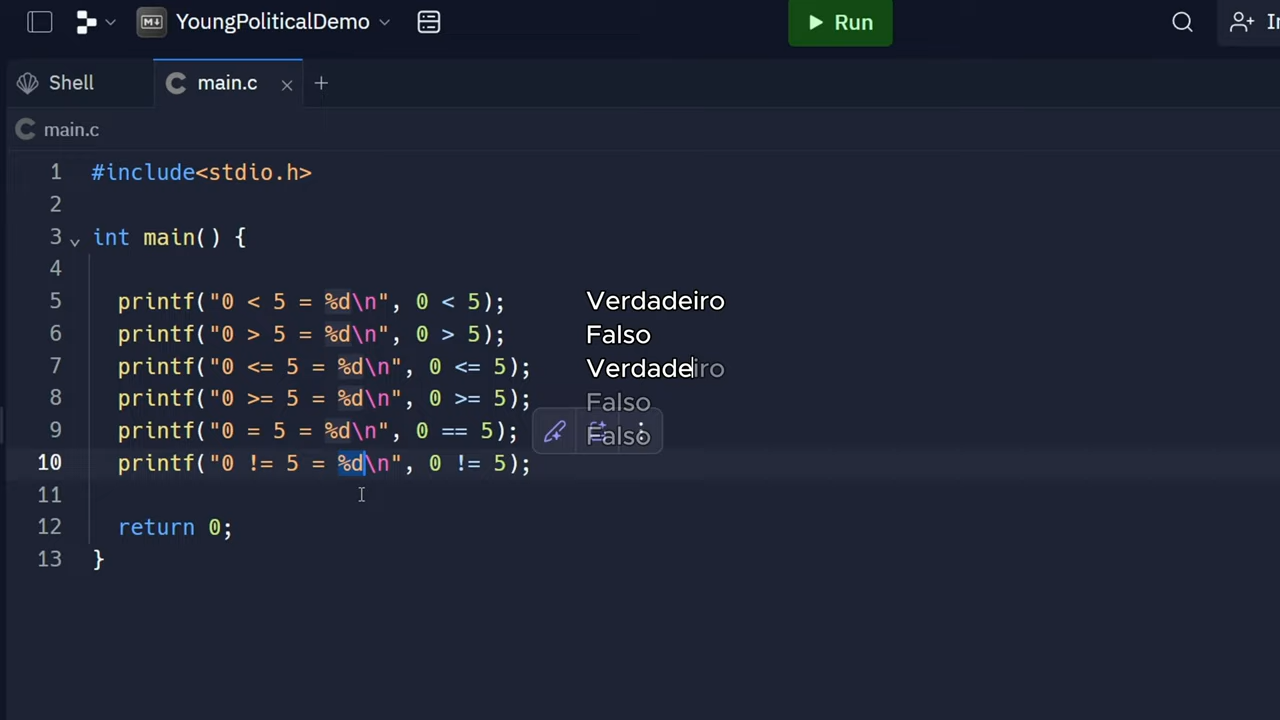 YoungPoliticalDemo
Run
In
Shell
main.c
main.c
1 #include<stdio.h>
2
3 int main() {
4
5 printf("0 < 5 = %d\n", 0 < 5); Verdadeiro
6 printf("0 > 5 = %d\n", 0 > 5); Falso
7 printf("0 <= 5 = %d\n", 0 <= 5); Verdadeiro
8 printf("0 >= 5 = %d\n", 0 >= 5); Falso
9 printf("0 = 5 = %d\n", 0 == 5); Falso
10 printf("0 != 5 = %d\n", 0 != 5);
11
12 return 0;
13 }